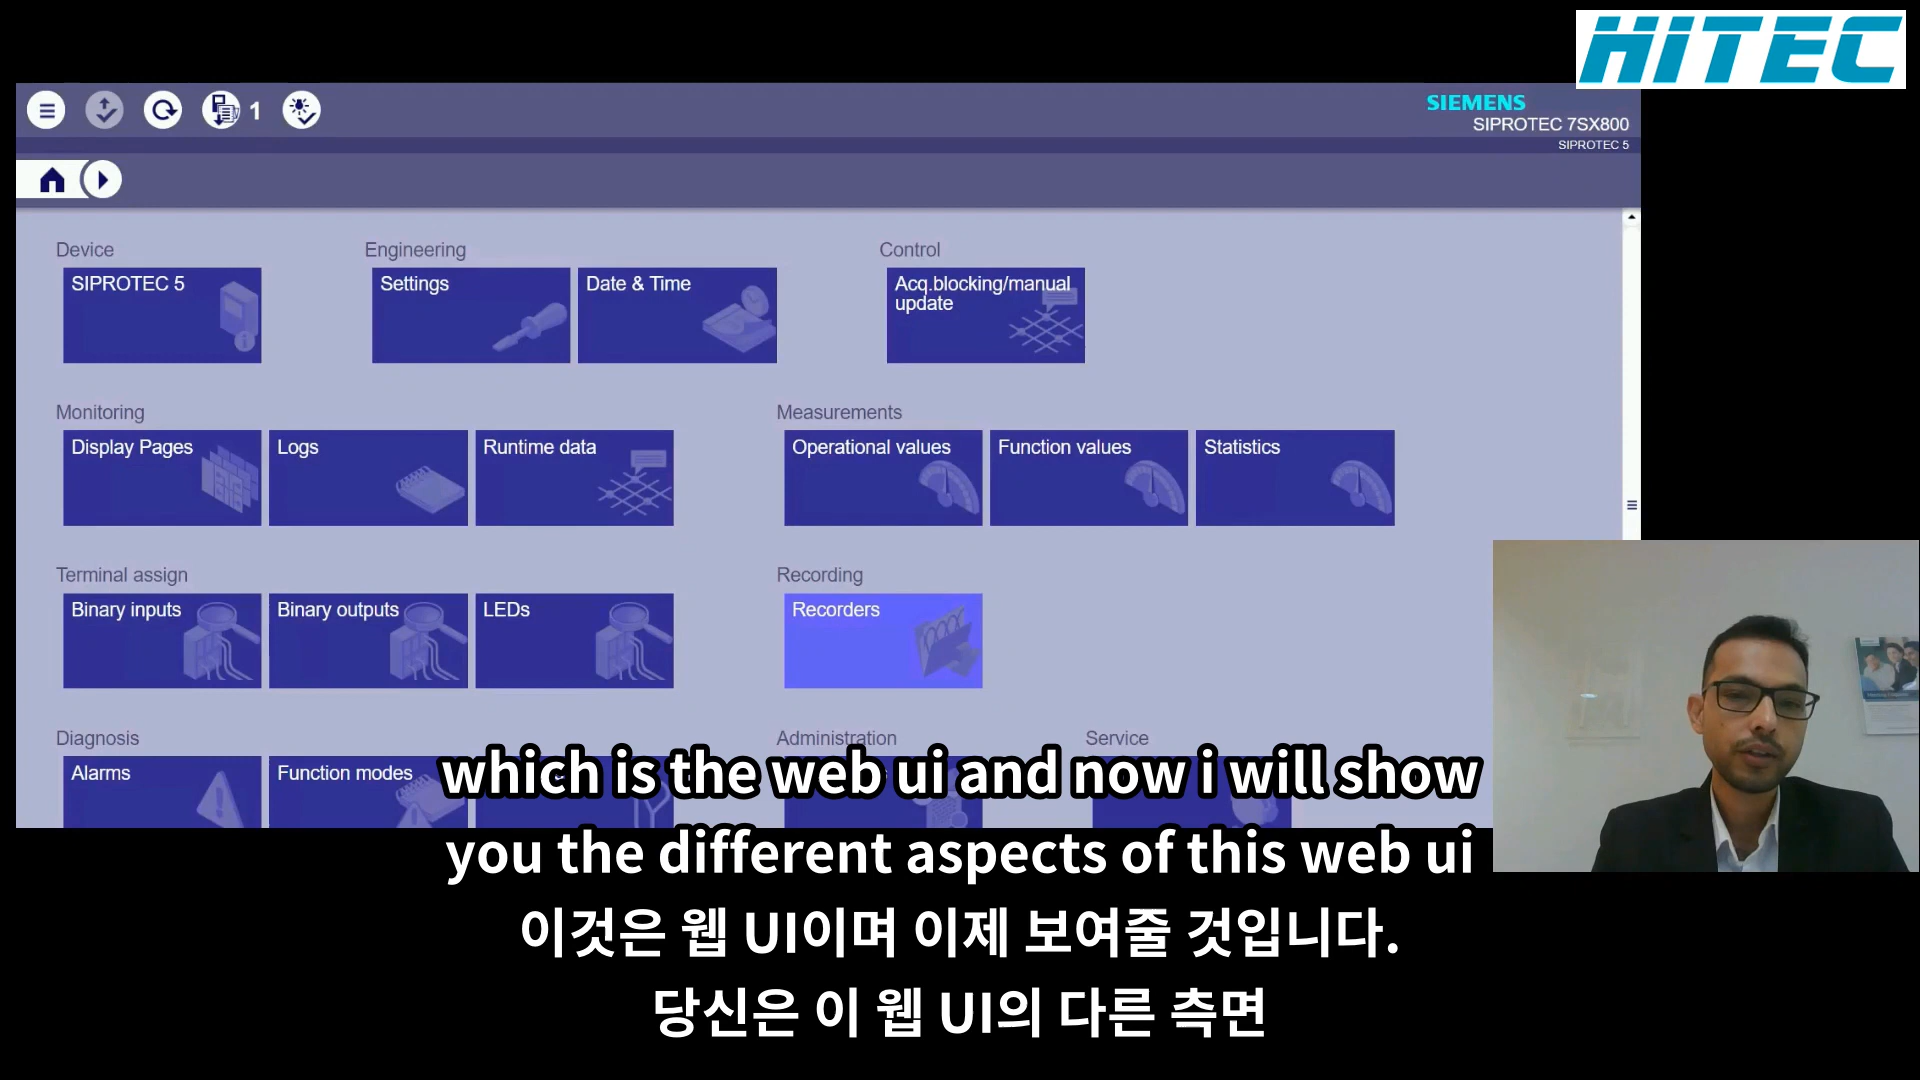 HITEC
1
SIEMENS
SIPROTEC 7SX800
SIPROTEC 5
Device
Engineering
Control
SIPROTEC 5
Settings
Date & Time
Acq.blocking/manual
update
Monitoring
Measurements
Display Pages
Logs
Runtime data
Operational values
Function values
Statistics
Terminal assign
Recording
Binary inputs
Binary outputs
LEDs
Recorders
Diagnosis
Administration
Service
Alarms
Function modes
which is the web ui and now i will show
you the different aspects of this web ui
이것은 웹 UI이며 이제 보여줄 것입니다.
당신은 이 웹 UI의 다른 측면